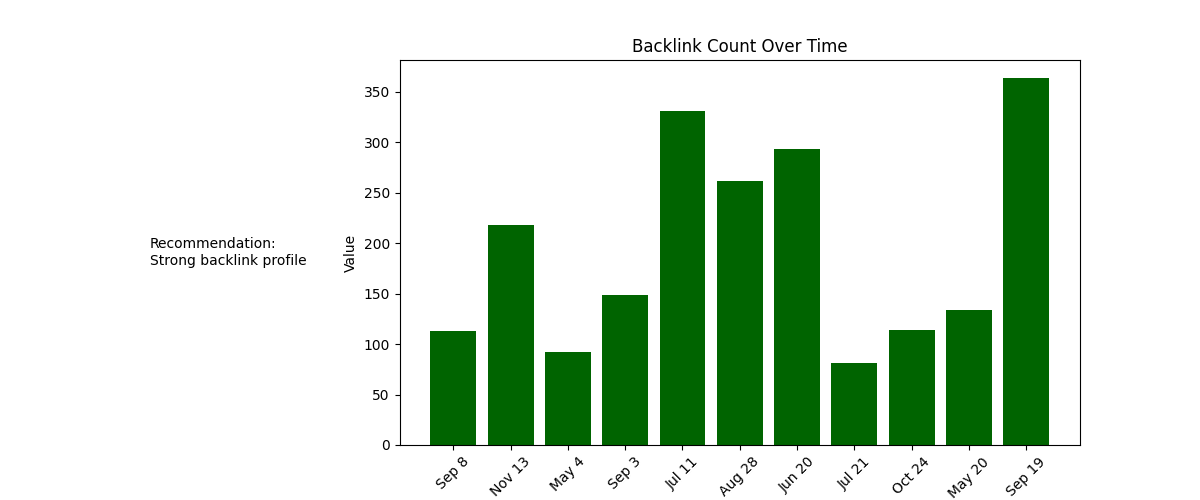 Backlink Count Over Time
Recommendation:
Strong backlink profile
Value
350
300
250
200
150
100
50
0
Sep 8
Nov 13
May 4
Sep 3
Jul 11
Aug 28
Jun 20
Jul 21
Oct 24
May 20
Sep 19